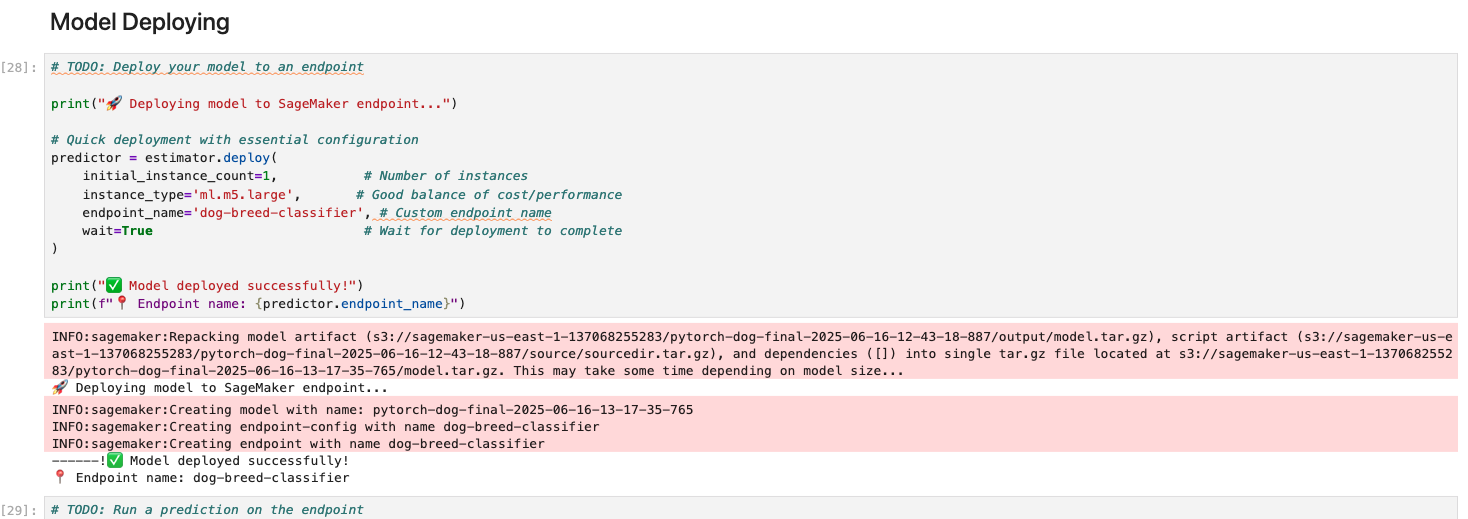 Model Deploying
[28]: # TODO: Deploy your model to an endpoint
print("🚀 Deploying model to SageMaker endpoint...")
# Quick deployment with essential configuration
predictor = estimator.deploy(
    initial_instance_count=1,           # Number of instances
    instance_type='ml.m5.large',       # Good balance of cost/performance
    endpoint_name='dog-breed-classifier', # Custom endpoint name
    wait=True                           # Wait for deployment to complete
)
print("✅ Model deployed successfully!")
print(f"📍 Endpoint name: {predictor.endpoint_name}")
INFO:sagemaker:Repacking model artifact (s3://sagemaker-us-east-1-137068255283/pytorch-dog-final-2025-06-16-12-43-18-887/output/model.tar.gz), script artifact (s3://sagemaker-us-e
ast-1-137068255283/pytorch-dog-final-2025-06-16-12-43-18-887/source/sourcedir.tar.gz), and dependencies ([]) into single tar.gz file located at s3://sagemaker-us-east-1-1370682552
83/pytorch-dog-final-2025-06-16-13-17-35-765/model.tar.gz. This may take some time depending on model size...
🚀 Deploying model to SageMaker endpoint...
INFO:sagemaker:Creating model with name: pytorch-dog-final-2025-06-16-13-17-35-765
INFO:sagemaker:Creating endpoint-config with name dog-breed-classifier
INFO:sagemaker:Creating endpoint with name dog-breed-classifier
------!✅ Model deployed successfully!
📍 Endpoint name: dog-breed-classifier
[29]: # TODO: Run a prediction on the endpoint